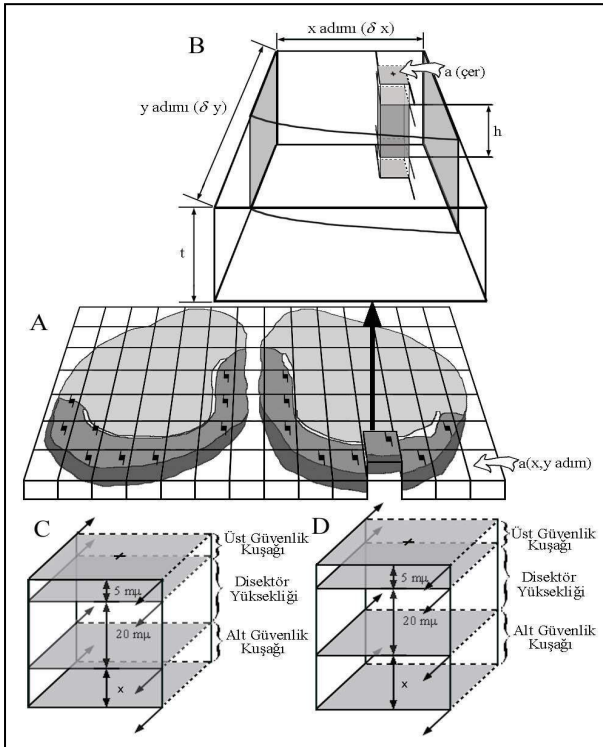 B
x adımı (δ x)
a (çer)
y adımı (δ y)
h
t
A
a(x,y adım)
C
Üst Güvenlik
Kuşağı
5 mµ
Disektör
Yüksekliği
20 mµ
Alt Güvenlik
Kuşağı
x
D
Üst Güvenlik
Kuşağı
5 mµ
Disektör
Yüksekliği
20 mµ
Alt Güvenlik
Kuşağı
x